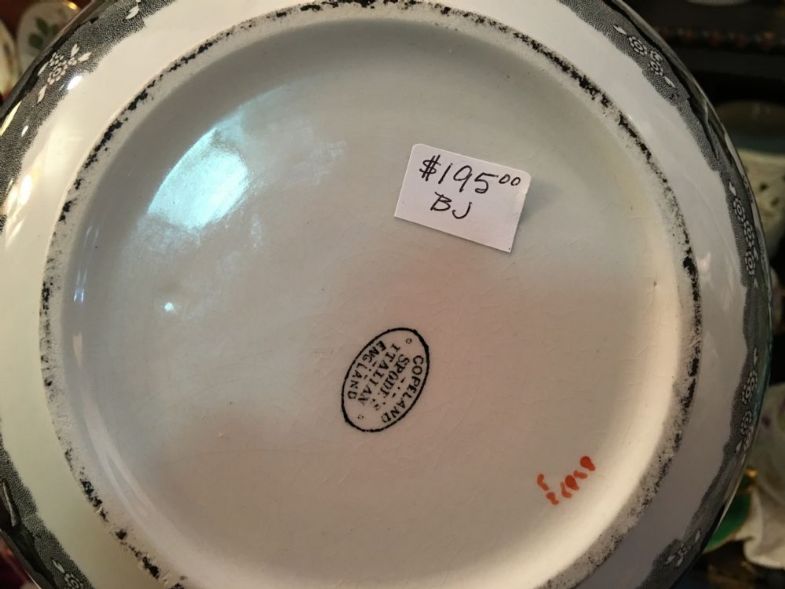 $195.00
BJ
COPELAND
SPODE'S
ITALIAN
ENGLAND